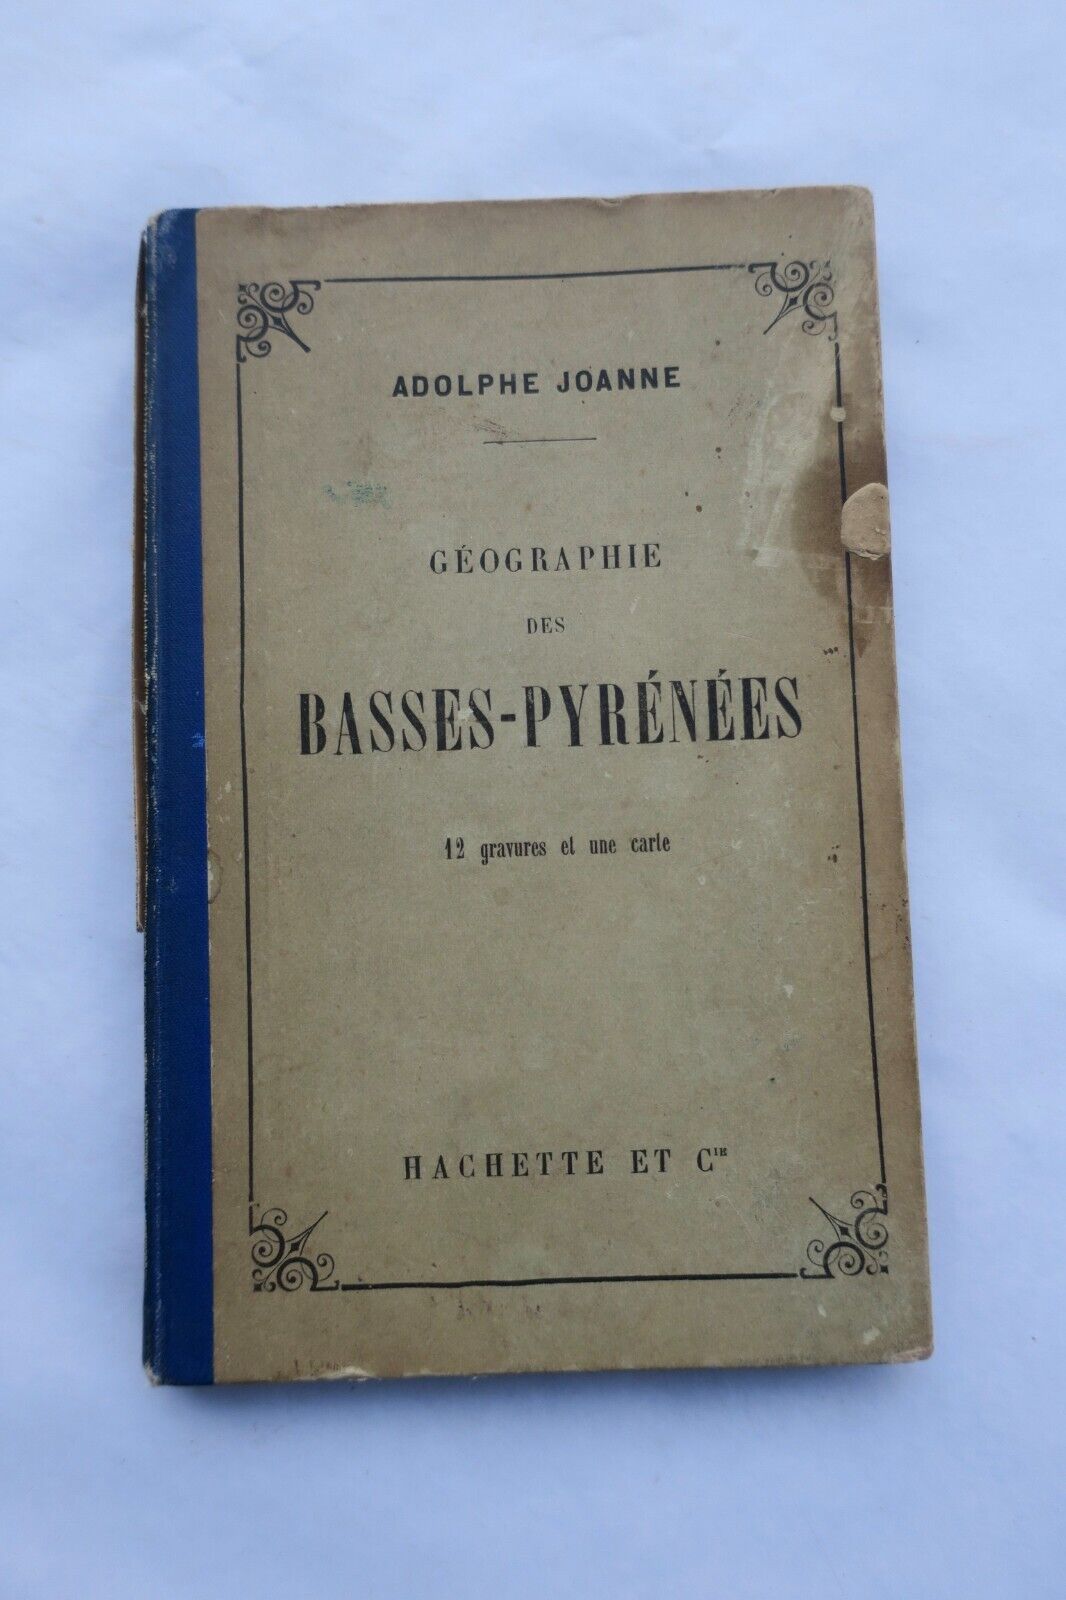 ADOLPHE JOANNE
GÉOGRAPHIE
DES
BASSES-PYRÉNÉES
12 gravures et une carte
HACHETTE ET Cᴵᴱ